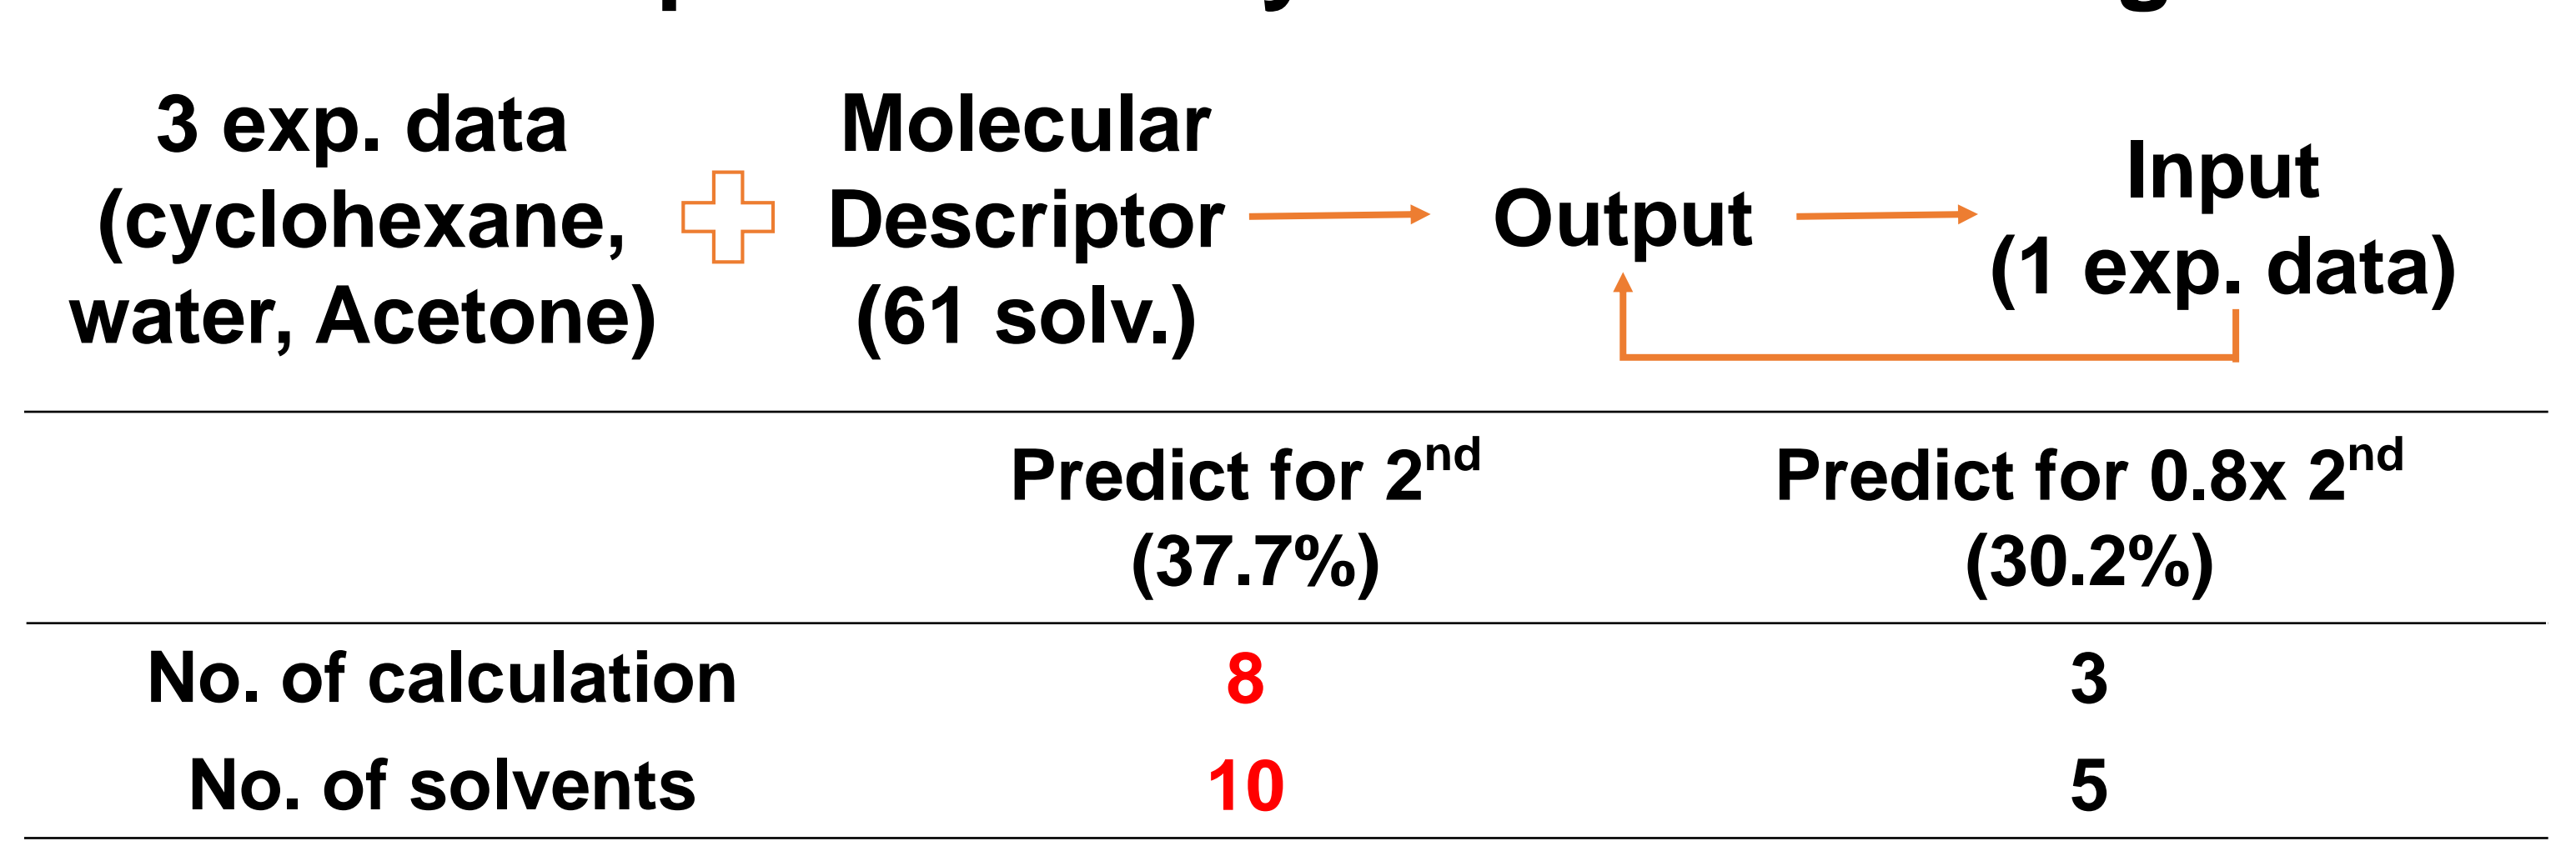 3 exp. data
(cyclohexane,
water, Acetone)
Molecular
Descriptor
(61 solv.)
Output
Input
(1 exp. data)
Predict for 2nd
(37.7%)
Predict for 0.8x 2nd
(30.2%)
No. of calculation 8 3
No. of solvents 10 5